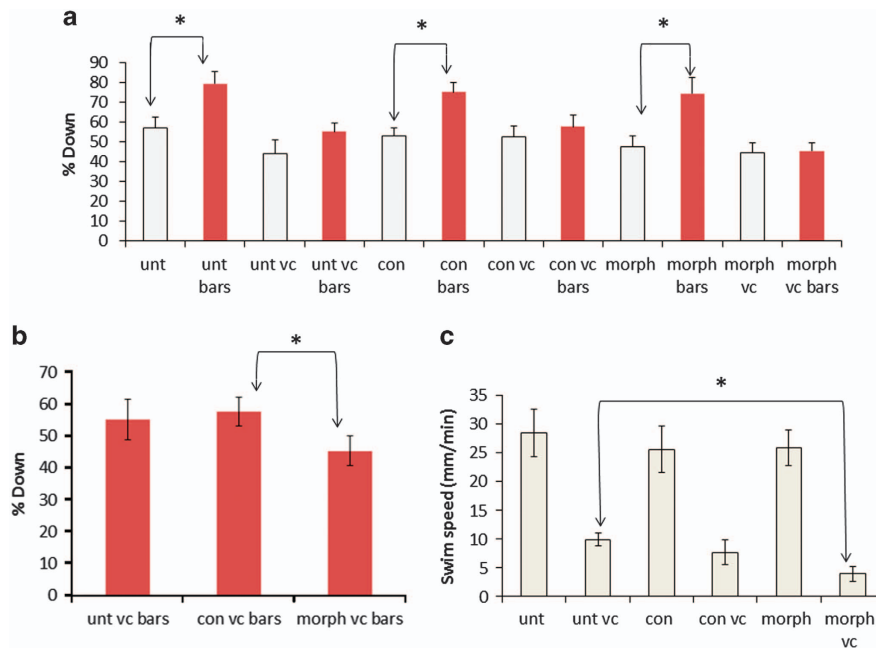 a
*
*
*
% Down
90
80
70
60
50
40
30
20
10
0
unt
unt bars
unt vc
unt vc bars
con
con bars
con vc
con vc bars
morph
morph bars
morph vc
morph vc bars
b
*
% Down
70
60
50
40
30
20
10
0
unt vc bars
con vc bars
morph vc bars
c
*
Swim speed (mm/min)
35
30
25
20
15
10
5
0
unt
unt vc
con
con vc
morph
morph vc